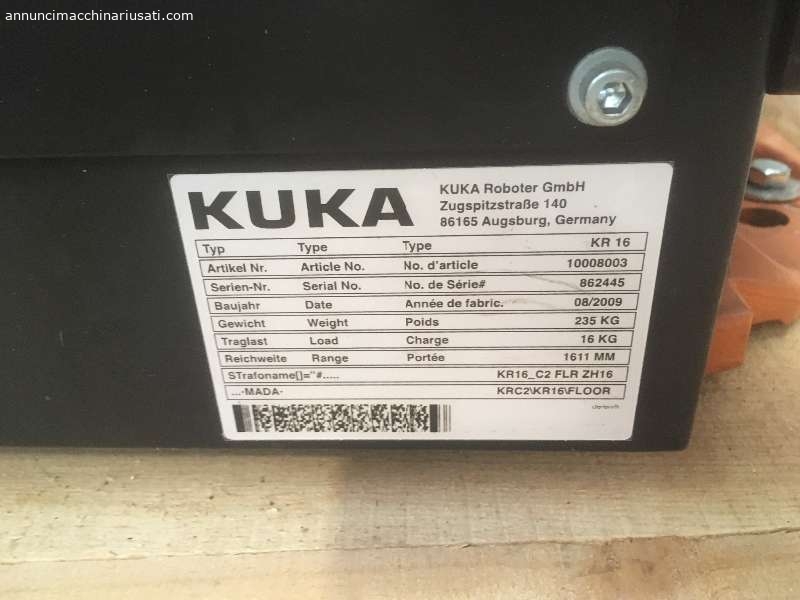 annuncimacchinariusati.com
KUKA
KUKA Roboter GmbH
Zugspitzstraße 140
86165 Augsburg, Germany
Typ Type Type KR 16
Artikel Nr. Article No. No. d'article 10008003
Serien-Nr. Serial No. No. de Série# 862445
Baujahr Date Année de fabric. 08/2009
Gewicht Weight Poids 235 KG
Traglast Load Charge 16 KG
Reichweite Range Portée 1611 MM
STrafoname[]="#..... KR16_C2 FLR ZH16
...-MADA- KRC2\KR16\FLOOR